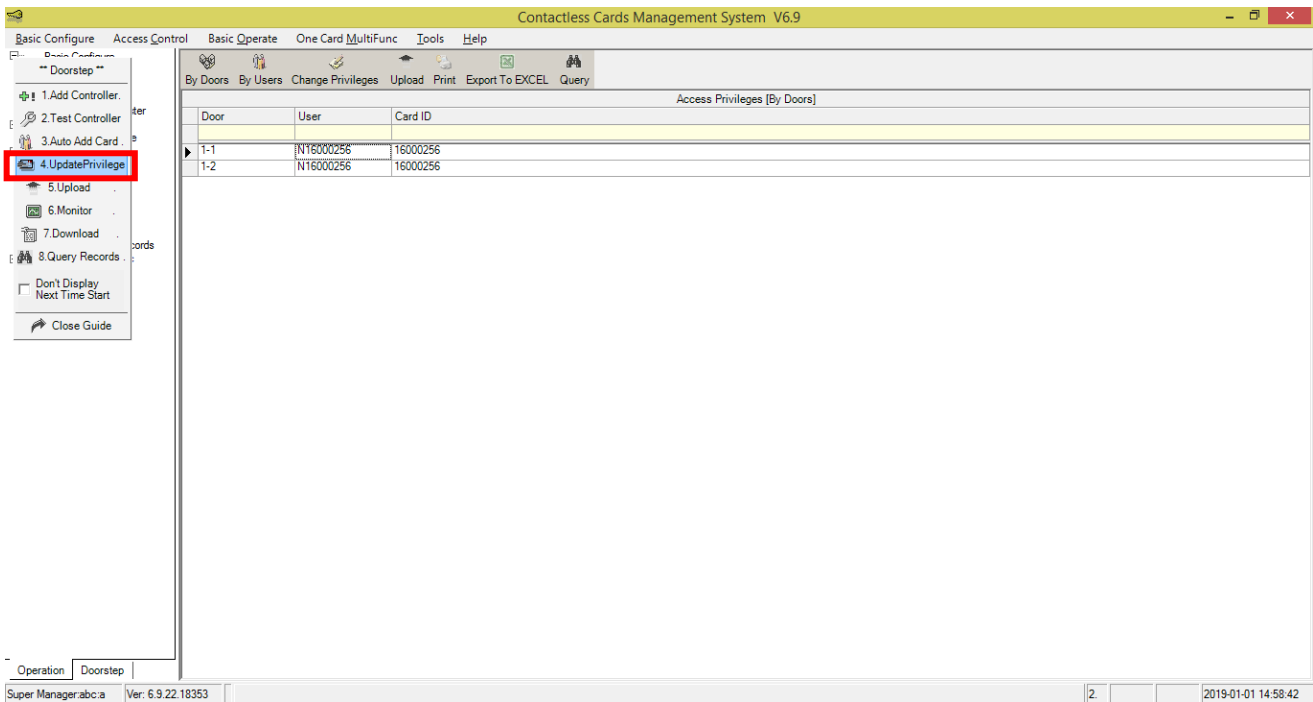 Contactless Cards Management System V6.9
Basic Configure Access Control Basic Operate One Card MultiFunc Tools Help
** Doorstep **
1.Add Controller.
2.Test Controller
3.Auto Add Card .
4.UpdatePrivilege
5.Upload .
6.Monitor .
7.Download .
8.Query Records .
Don't Display
Next Time Start
Close Guide
By Doors By Users Change Privileges Upload Print Export To EXCEL Query
Access Privileges [By Doors]
Door User Card ID
1-1 N16000256 16000256
1-2 N16000256 16000256
Operation Doorstep
Super Manager:abc:a Ver: 6.9.22.18353 2. 2019-01-01 14:58:42